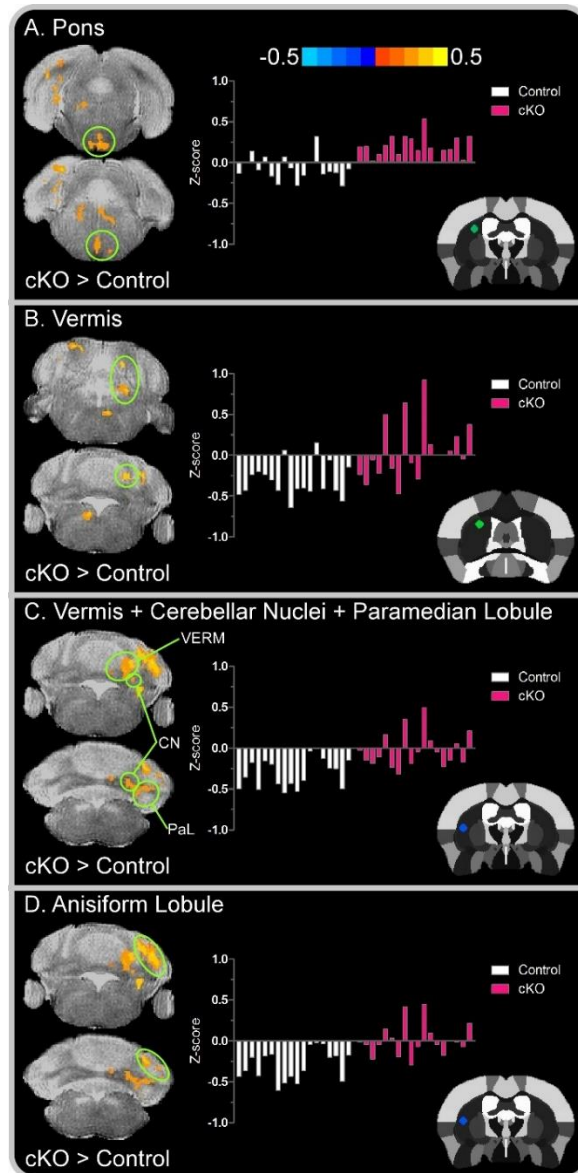 A. Pons
-0.5 0.5
1.0
0.5
0.0
-0.5
-1.0
Z-score
Control
cKO
cKO > Control
B. Vermis
1.0
0.5
0.0
-0.5
-1.0
Z-score
Control
cKO
cKO > Control
C. Vermis + Cerebellar Nuclei + Paramedian Lobule
VERM
CN
PaL
1.0
0.5
0.0
-0.5
-1.0
Z-score
Control
cKO
cKO > Control
D. Anisiform Lobule
1.0
0.5
0.0
-0.5
-1.0
Z-score
Control
cKO
cKO > Control